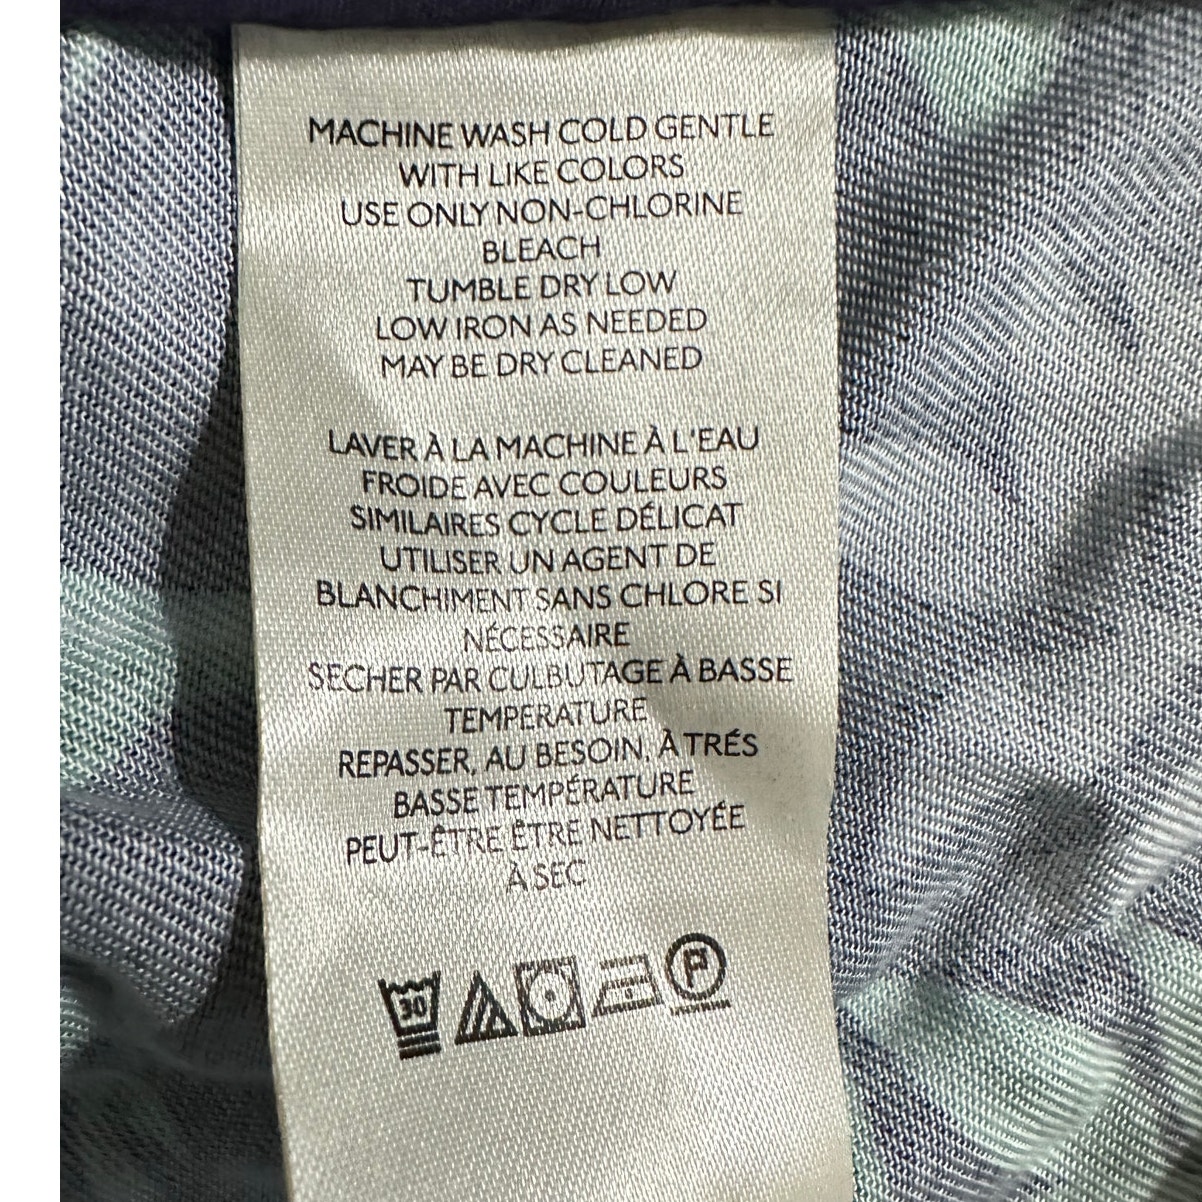 MACHINE WASH COLD GENTLE
WITH LIKE COLORS
USE ONLY NON-CHLORINE
BLEACH
TUMBLE DRY LOW
LOW IRON AS NEEDED
MAY BE DRY CLEANED
LAVER À LA MACHINE À L'EAU
FROIDE AVEC COULEURS
SIMILAIRES CYCLE DÉLICAT
UTILISER UN AGENT DE
BLANCHIMENT SANS CHLORE SI
NÉCESSAIRE
SECHER PAR CULBUTAGE À BASSE
TEMPERATURE
REPASSER, AU BESOIN, À TRÉS
BASSE TEMPÉRATURE
PEUT-ÊTRE ÊTRE NETTOYÉE
À SEC
30 P